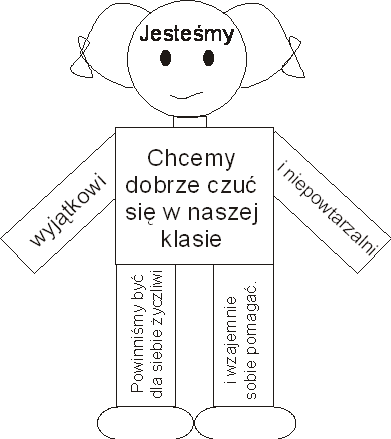 Jesteśmy
wyjątkowi
i niepowtarzalni
Chcemy
dobrze czuć
się w naszej
klasie
Powinniśmy być
dla siebie życzliwi
i wzajemnie
sobie pomagać.